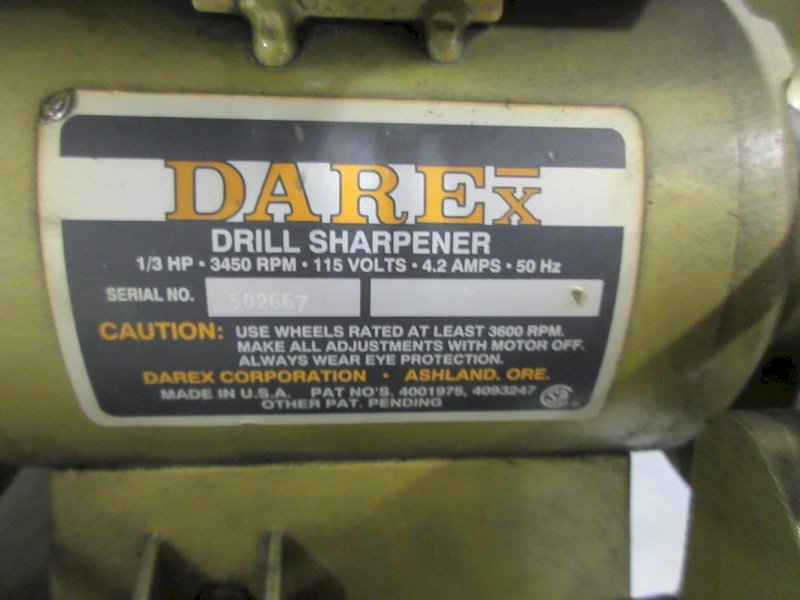 DAREx
DRILL SHARPENER
1/3 HP • 3450 RPM • 115 VOLTS • 4.2 AMPS • 50 Hz
SERIAL NO. 502667
CAUTION: USE WHEELS RATED AT LEAST 3600 RPM.
MAKE ALL ADJUSTMENTS WITH MOTOR OFF.
ALWAYS WEAR EYE PROTECTION.
DAREX CORPORATION • ASHLAND, ORE.
MADE IN U.S.A. PAT NO'S. 4001975, 4093247
OTHER PAT. PENDING